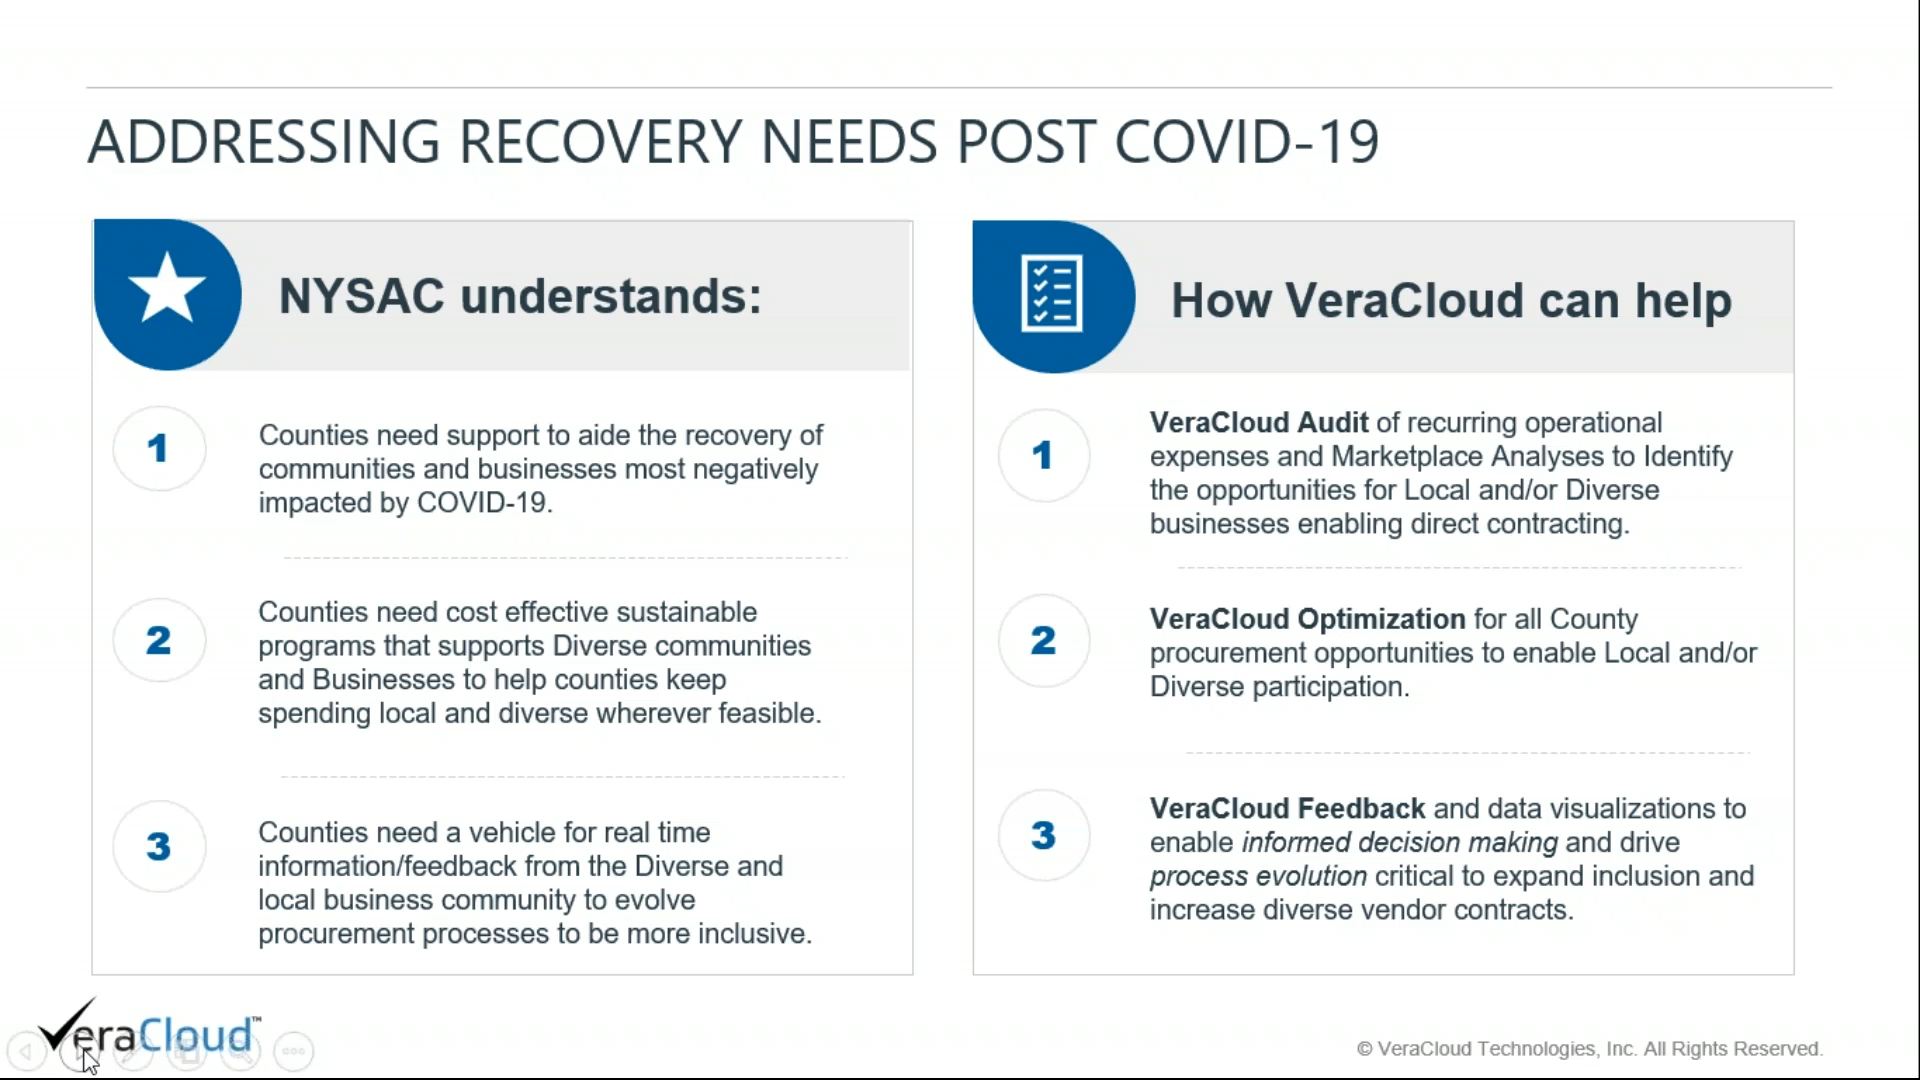 ADDRESSING RECOVERY NEEDS POST COVID-19
NYSAC understands:
1
Counties need support to aide the recovery of
communities and businesses most negatively
impacted by COVID-19.
2
Counties need cost effective sustainable
programs that supports Diverse communities
and Businesses to help counties keep
spending local and diverse wherever feasible.
3
Counties need a vehicle for real time
information/feedback from the Diverse and
local business community to evolve
procurement processes to be more inclusive.
How VeraCloud can help
1
VeraCloud Audit of recurring operational
expenses and Marketplace Analyses to Identify
the opportunities for Local and/or Diverse
businesses enabling direct contracting.
2
VeraCloud Optimization for all County
procurement opportunities to enable Local and/or
Diverse participation.
3
VeraCloud Feedback and data visualizations to
enable informed decision making and drive
process evolution critical to expand inclusion and
increase diverse vendor contracts.
VeraCloud™
© VeraCloud Technologies, Inc. All Rights Reserved.